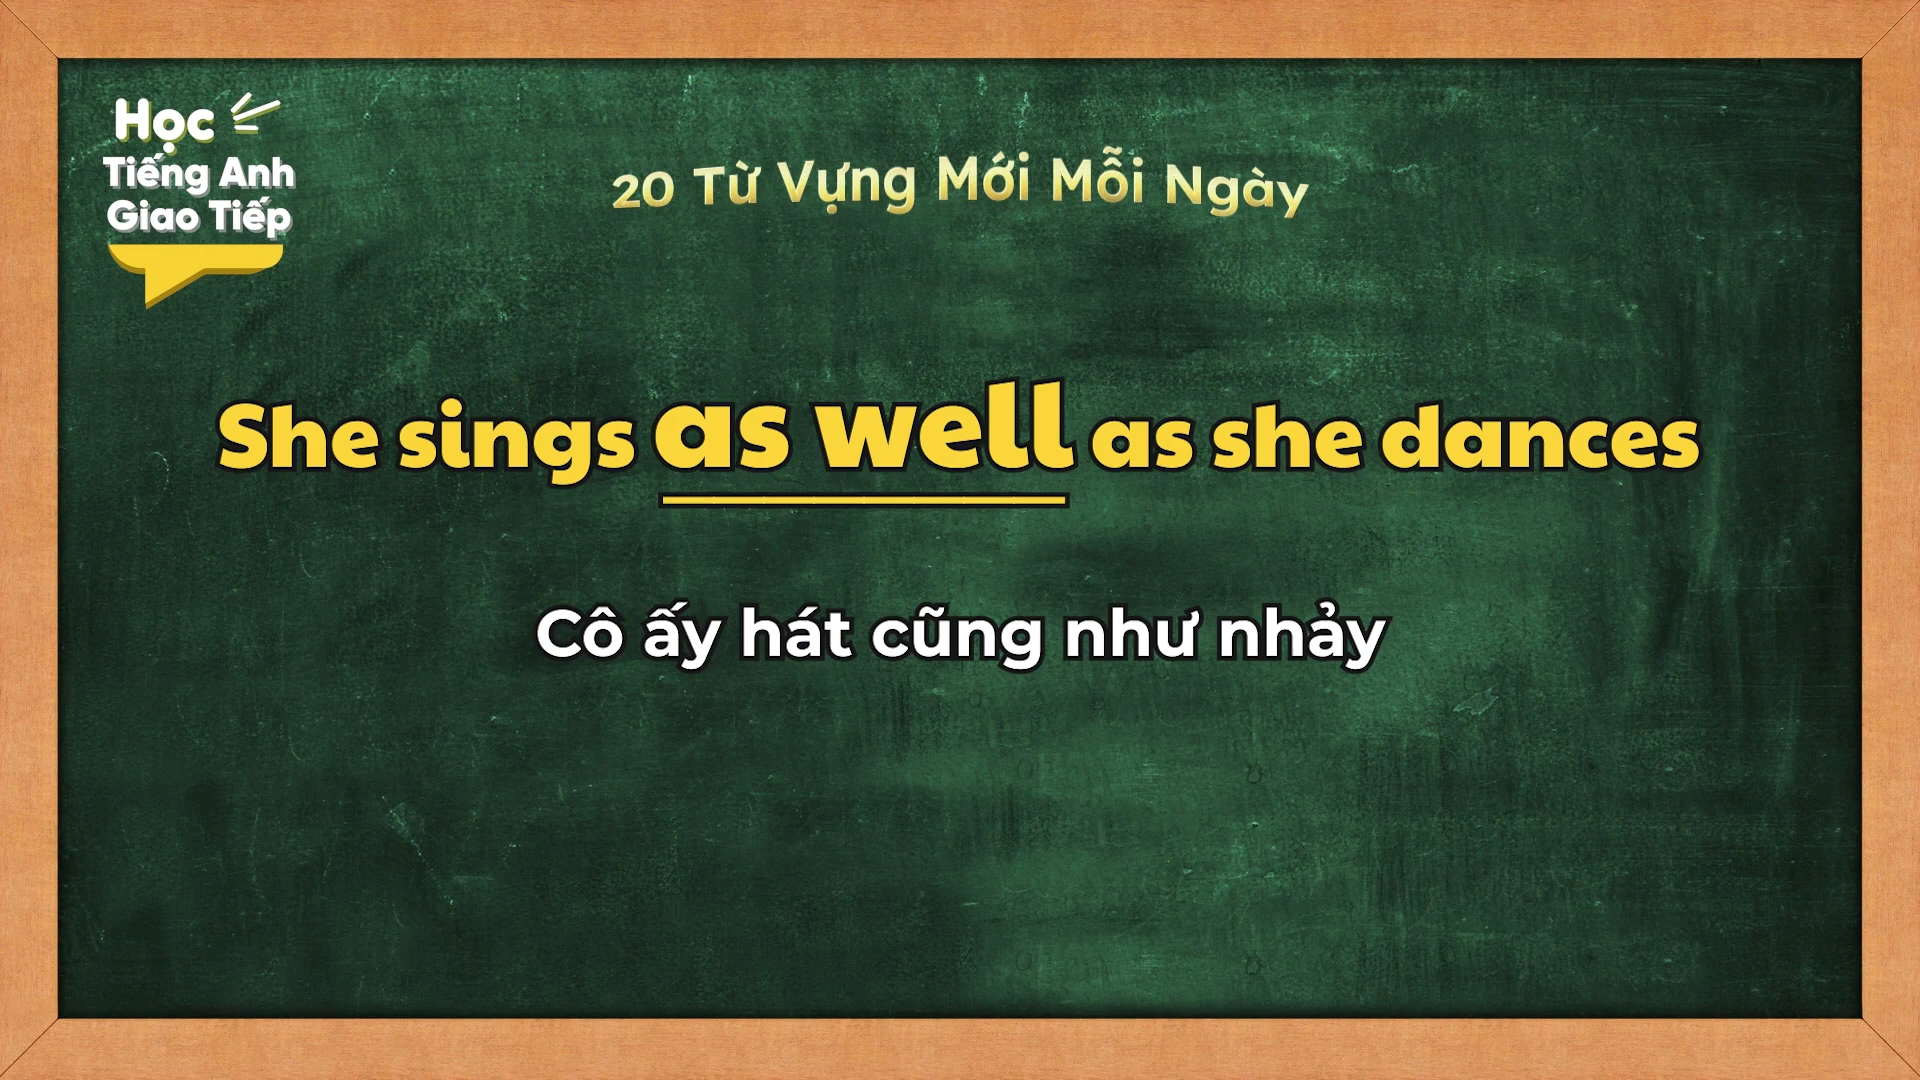 Học
Tiếng Anh
Giao Tiếp
20 Từ Vựng Mới Mỗi Ngày
She sings as well as she dances
Cô ấy hát cũng như nhảy